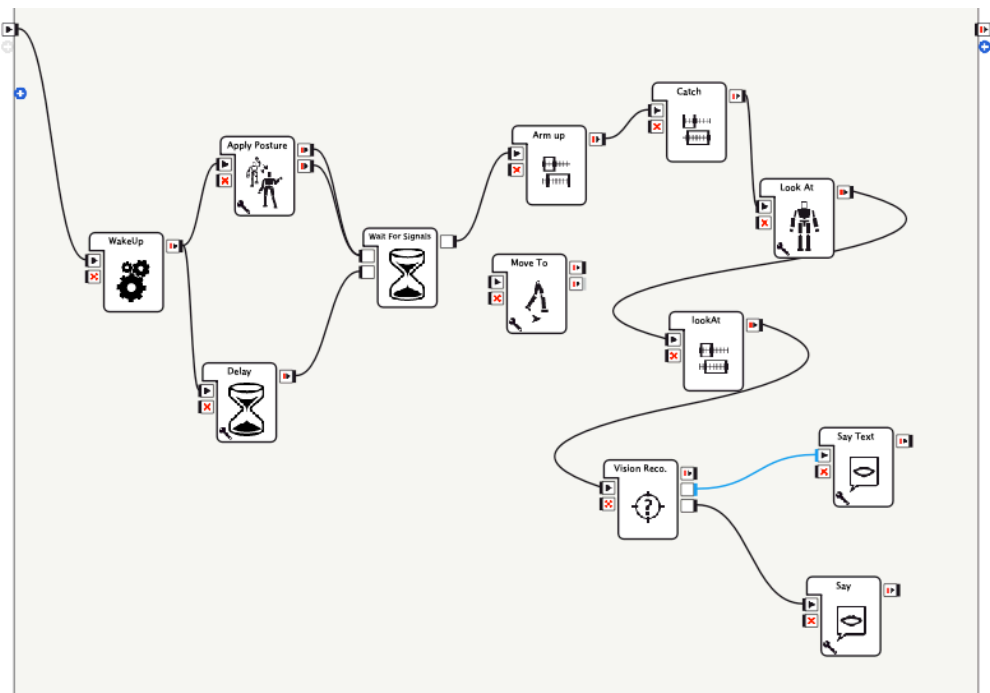 Catch
Arm up
Apply Posture
Look At
WakeUp
Wait For Signals
Move To
lookAt
Delay
Say Text
Vision Reco.
?
Say